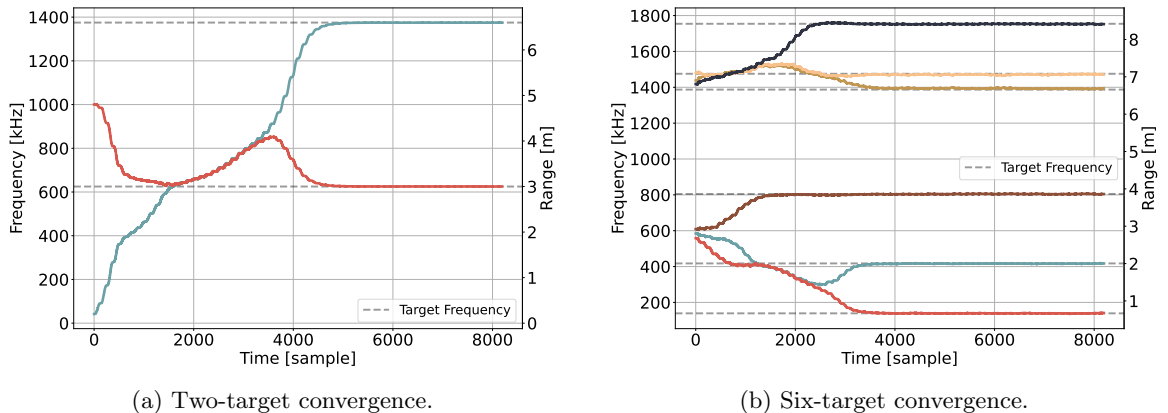 1400
1200
1000
800
600
400
200
0
Frequency [kHz]
6
5
4
3
2
1
0
Range [m]
Target Frequency
0 2000 4000 6000 8000
Time [sample]
(a) Two-target convergence.
1800
1600
1400
1200
1000
800
600
400
200
Frequency [kHz]
8
7
6
5
4
3
2
1
Range [m]
Target Frequency
0 2000 4000 6000 8000
Time [sample]
(b) Six-target convergence.